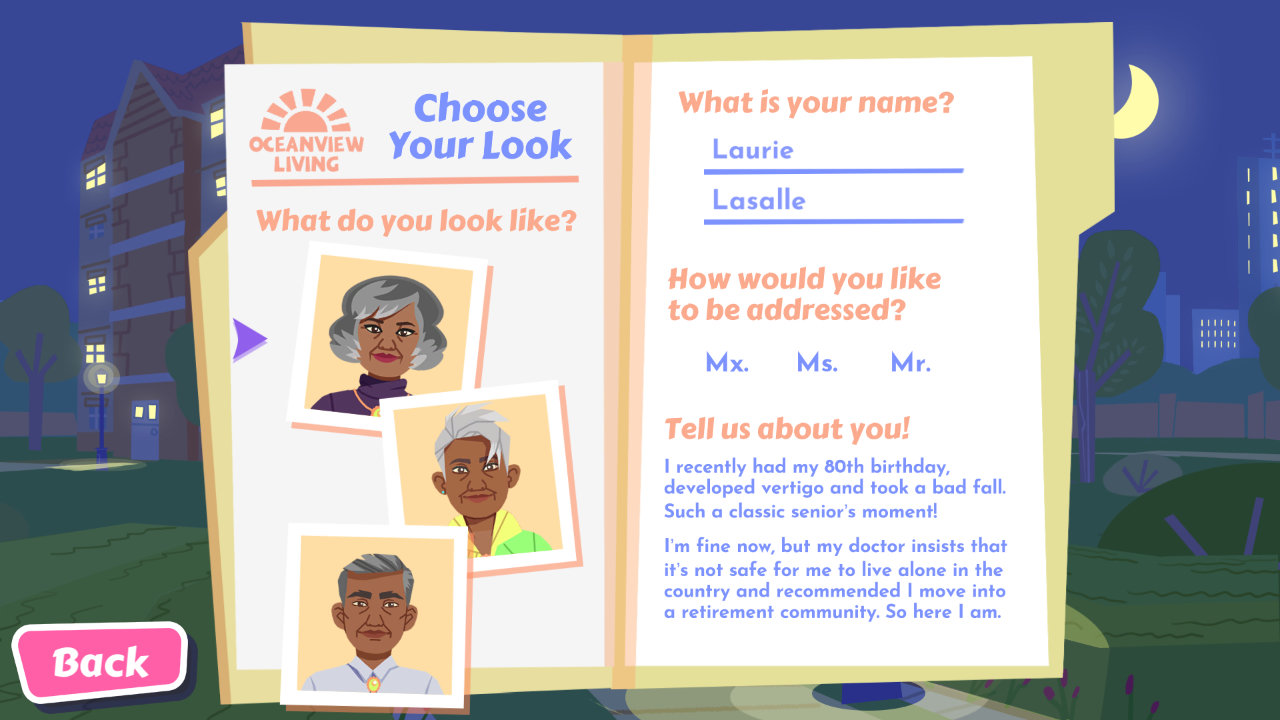 OCEANVIEW
LIVING
Choose
Your Look
What do you look like?
What is your name?
Laurie
Lasalle
How would you like
to be addressed?
Mx. Ms. Mr.
Tell us about you!
I recently had my 80th birthday,
developed vertigo and took a bad fall.
Such a classic senior's moment!
I'm fine now, but my doctor insists that
it's not safe for me to live alone in the
country and recommended I move into
a retirement community. So here I am.
Back